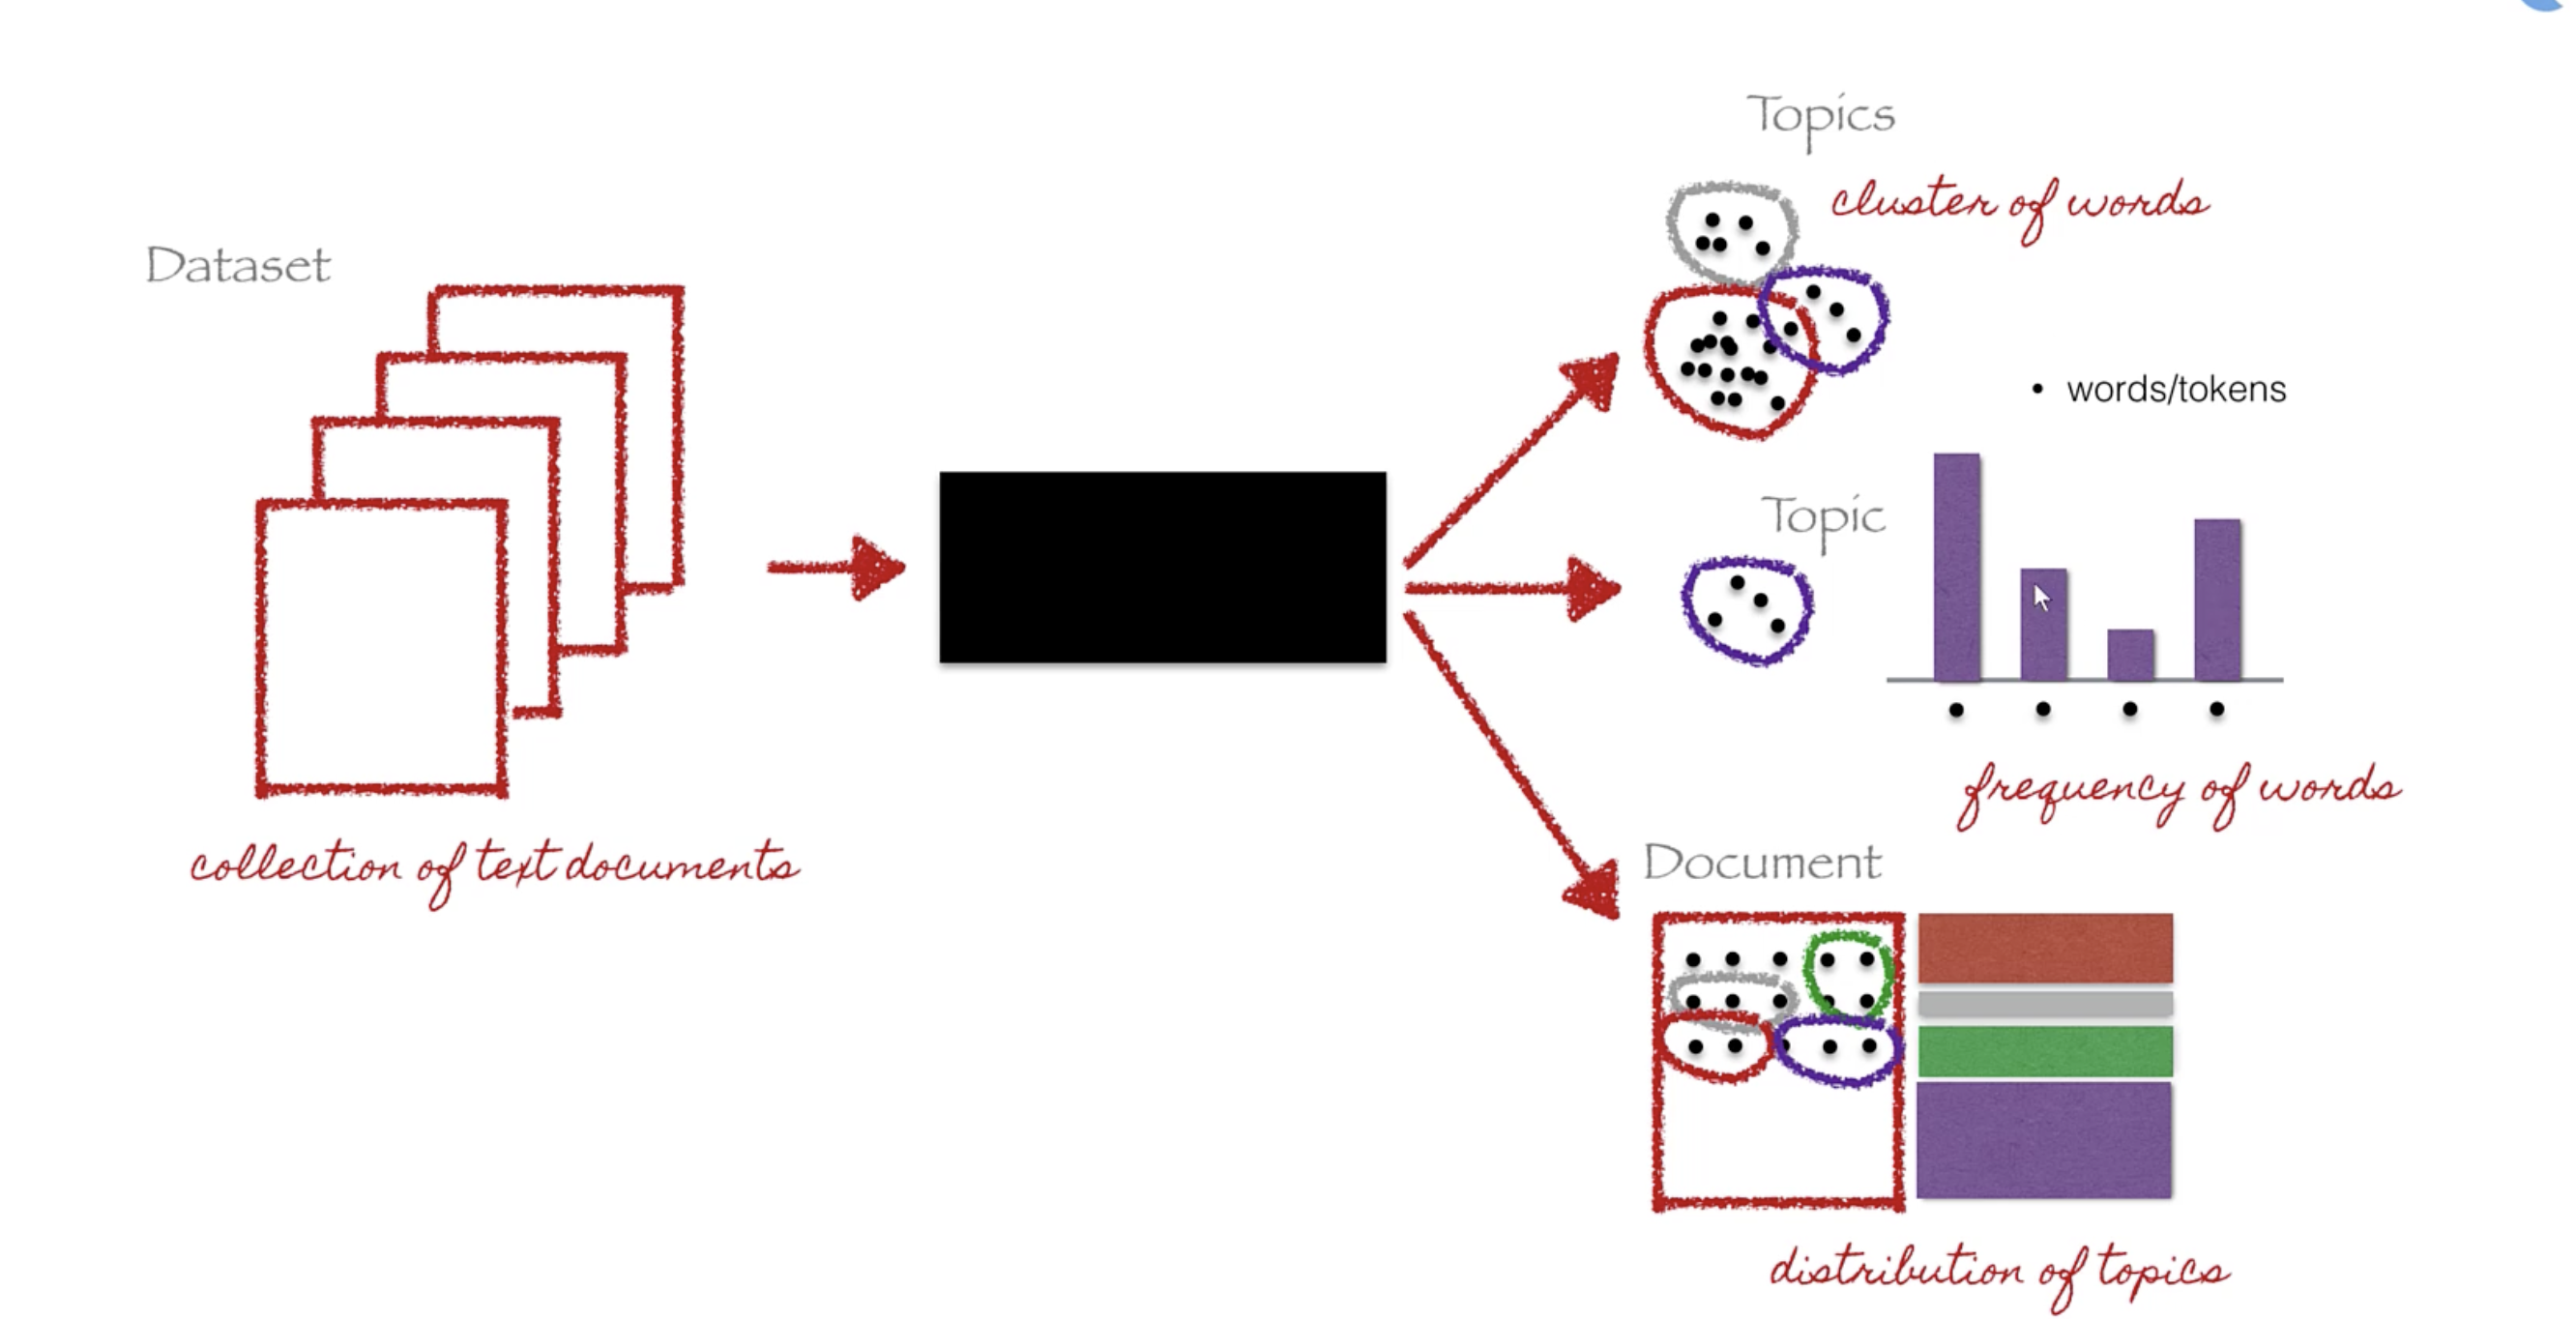 Dataset
collection of text documents
Topics
cluster of words
• words/tokens
Topic
frequency of words
Document
distribution of topics